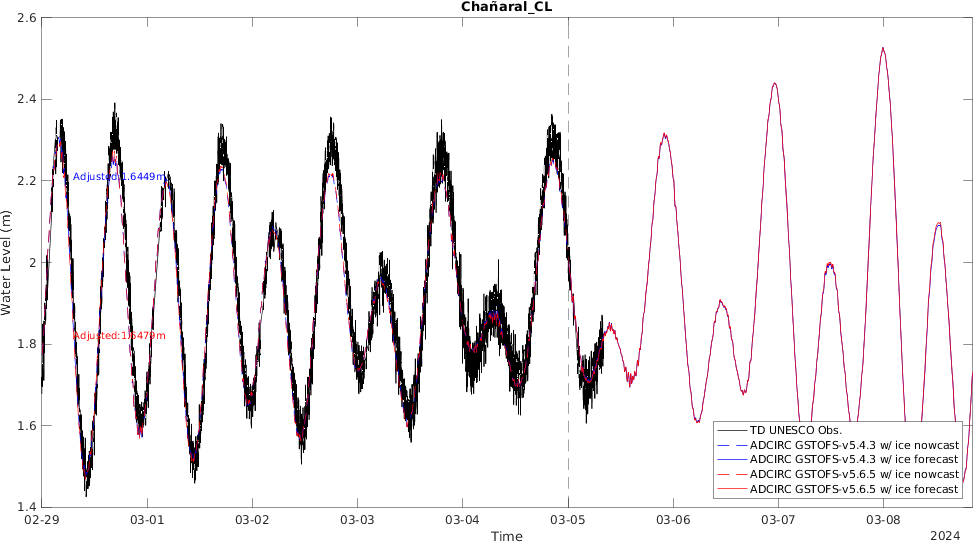 Chañaral_CL
2.6
2.4
2.2
2
1.8
1.6
1.4
Water Level (m)
Adjusted:1.6449m
Adjusted:1.6479m
TD UNESCO Obs.
ADCIRC GSTOFS-v5.4.3 w/ ice nowcast
ADCIRC GSTOFS-v5.4.3 w/ ice forecast
ADCIRC GSTOFS-v5.6.5 w/ ice nowcast
ADCIRC GSTOFS-v5.6.5 w/ ice forecast
02-29 03-01 03-02 03-03 03-04 03-05 03-06 03-07 03-08
Time
2024